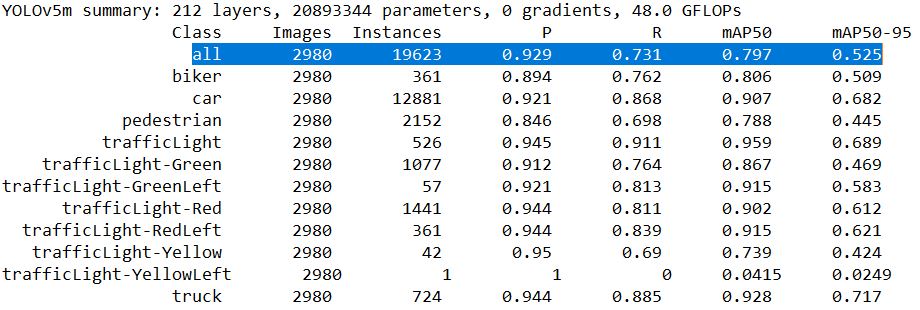 YOLOv5m summary: 212 layers, 20893344 parameters, 0 gradients, 48.0 GFLOPs
Class Images Instances P R mAP50 mAP50-95
all 2980 19623 0.929 0.731 0.797 0.525
biker 2980 361 0.894 0.762 0.806 0.509
car 2980 12881 0.921 0.868 0.907 0.682
pedestrian 2980 2152 0.846 0.698 0.788 0.445
trafficLight 2980 526 0.945 0.911 0.959 0.689
trafficLight-Green 2980 1077 0.912 0.764 0.867 0.469
trafficLight-GreenLeft 2980 57 0.921 0.813 0.915 0.583
trafficLight-Red 2980 1441 0.944 0.811 0.902 0.612
trafficLight-RedLeft 2980 361 0.944 0.839 0.915 0.621
trafficLight-Yellow 2980 42 0.95 0.69 0.739 0.424
trafficLight-YellowLeft 2980 1 1 0 0.0415 0.0249
truck 2980 724 0.944 0.885 0.928 0.717